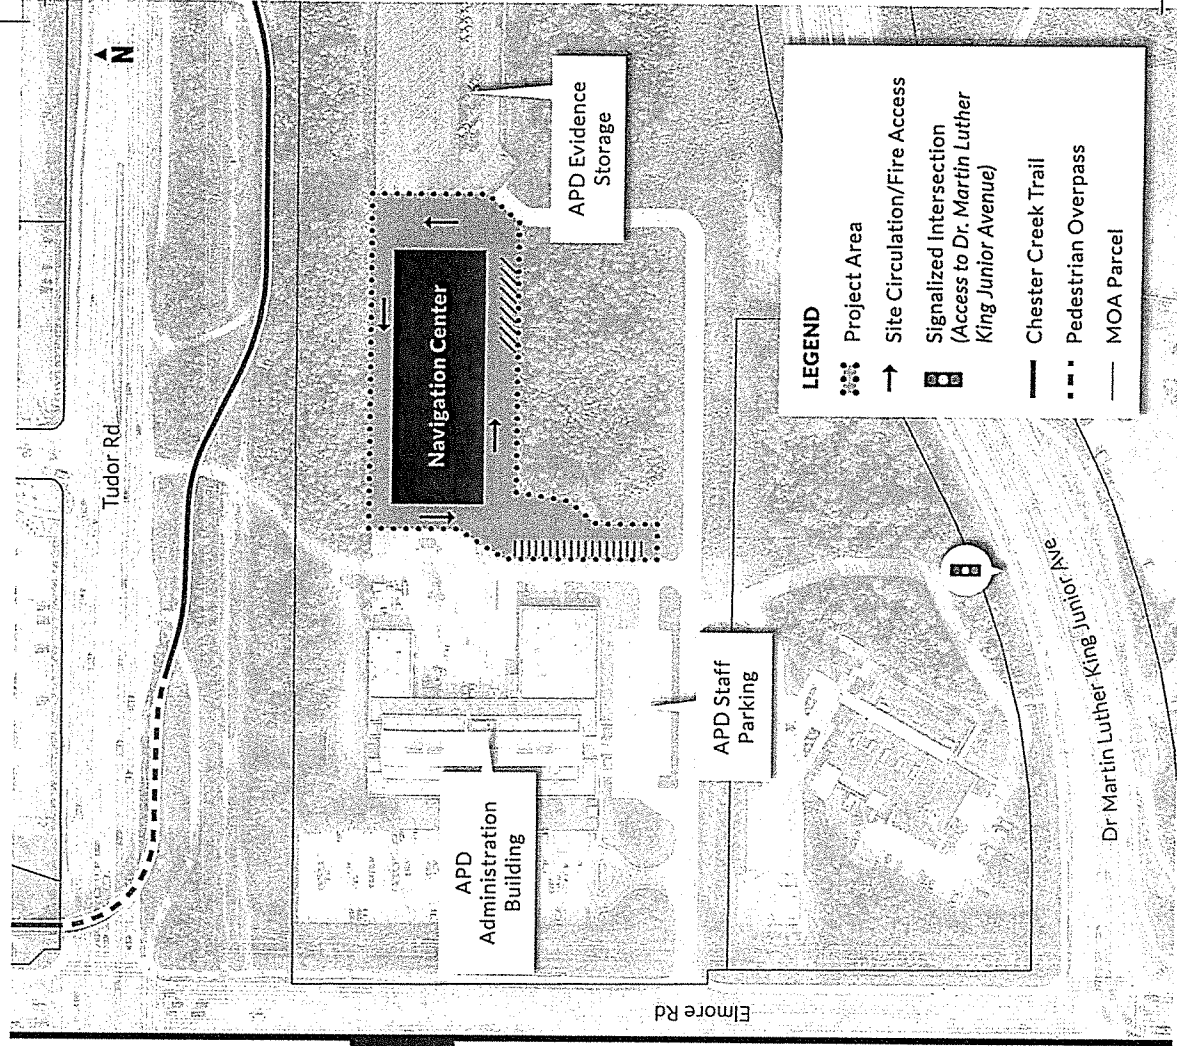 N
Tudor Rd
Navigation Center
APD Evidence
Storage
APD
Administration
Building
APD Staff
Parking
Elmore Rd
Dr Martin Luther King Junior Ave
LEGEND
Project Area
Site Circulation/Fire Access
Signalized Intersection
(Access to Dr. Martin Luther
King Junior Avenue)
Chester Creek Trail
Pedestrian Overpass
MOA Parcel